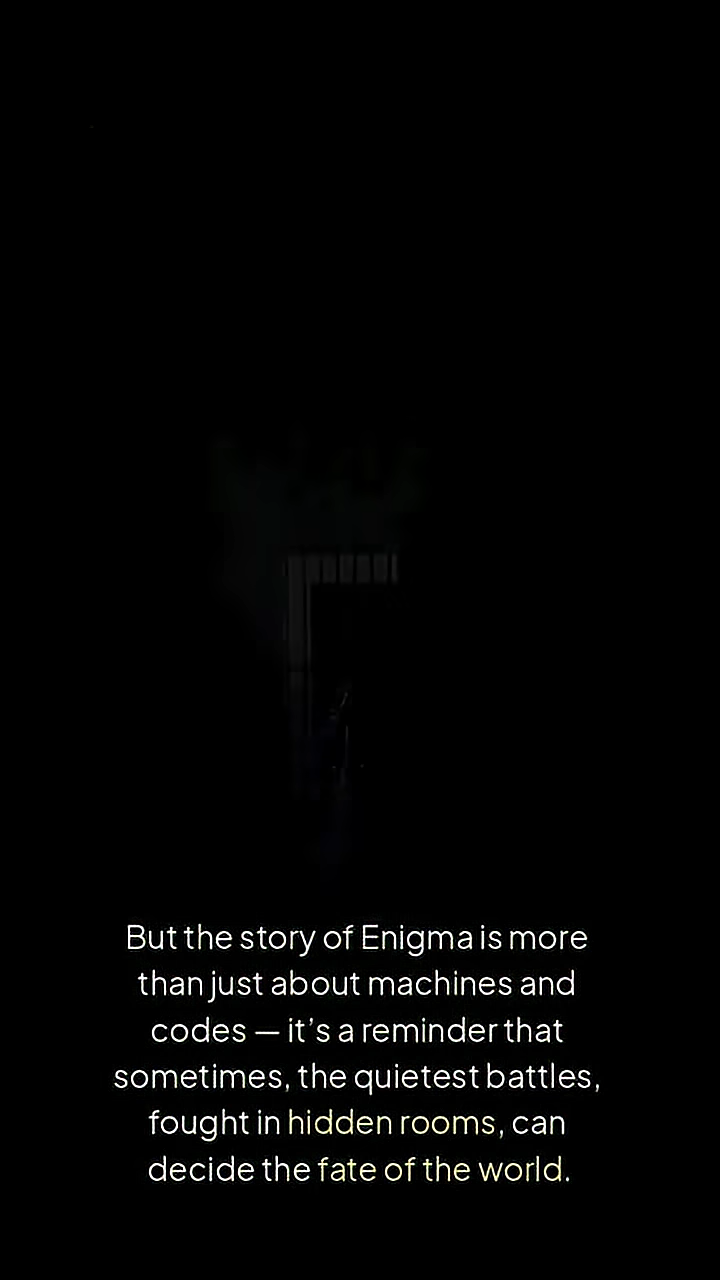 But the story of Enigma is more
than just about machines and
codes — it’s a reminder that
sometimes, the quietest battles,
fought in hidden rooms, can
decide the fate of the world.